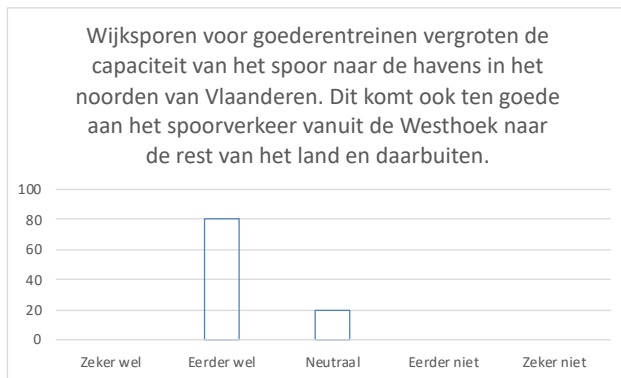 Wijksporen voor goederentreinen vergroten de
capaciteit van het spoor naar de havens in het
noorden van Vlaanderen. Dit komt ook ten goede
aan het spoorverkeer vanuit de Westhoek naar
de rest van het land en daarbuiten.
100
80
60
40
20
0
Zeker wel
Eerder wel
Neutraal
Eerder niet
Zeker niet